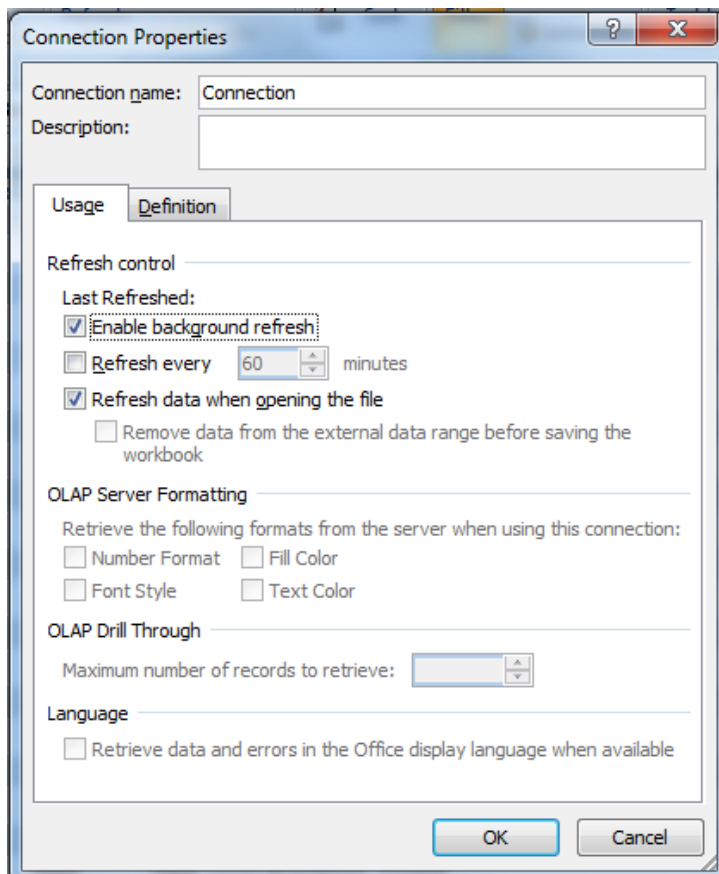 Connection Properties
?
Connection name: Connection
Description:
Usage Definition
Refresh control
Last Refreshed:
Enable background refresh
Refresh every 60 minutes
Refresh data when opening the file
Remove data from the external data range before saving the
workbook
OLAP Server Formatting
Retrieve the following formats from the server when using this connection:
Number Format Fill Color
Font Style Text Color
OLAP Drill Through
Maximum number of records to retrieve:
Language
Retrieve data and errors in the Office display language when available
OK Cancel